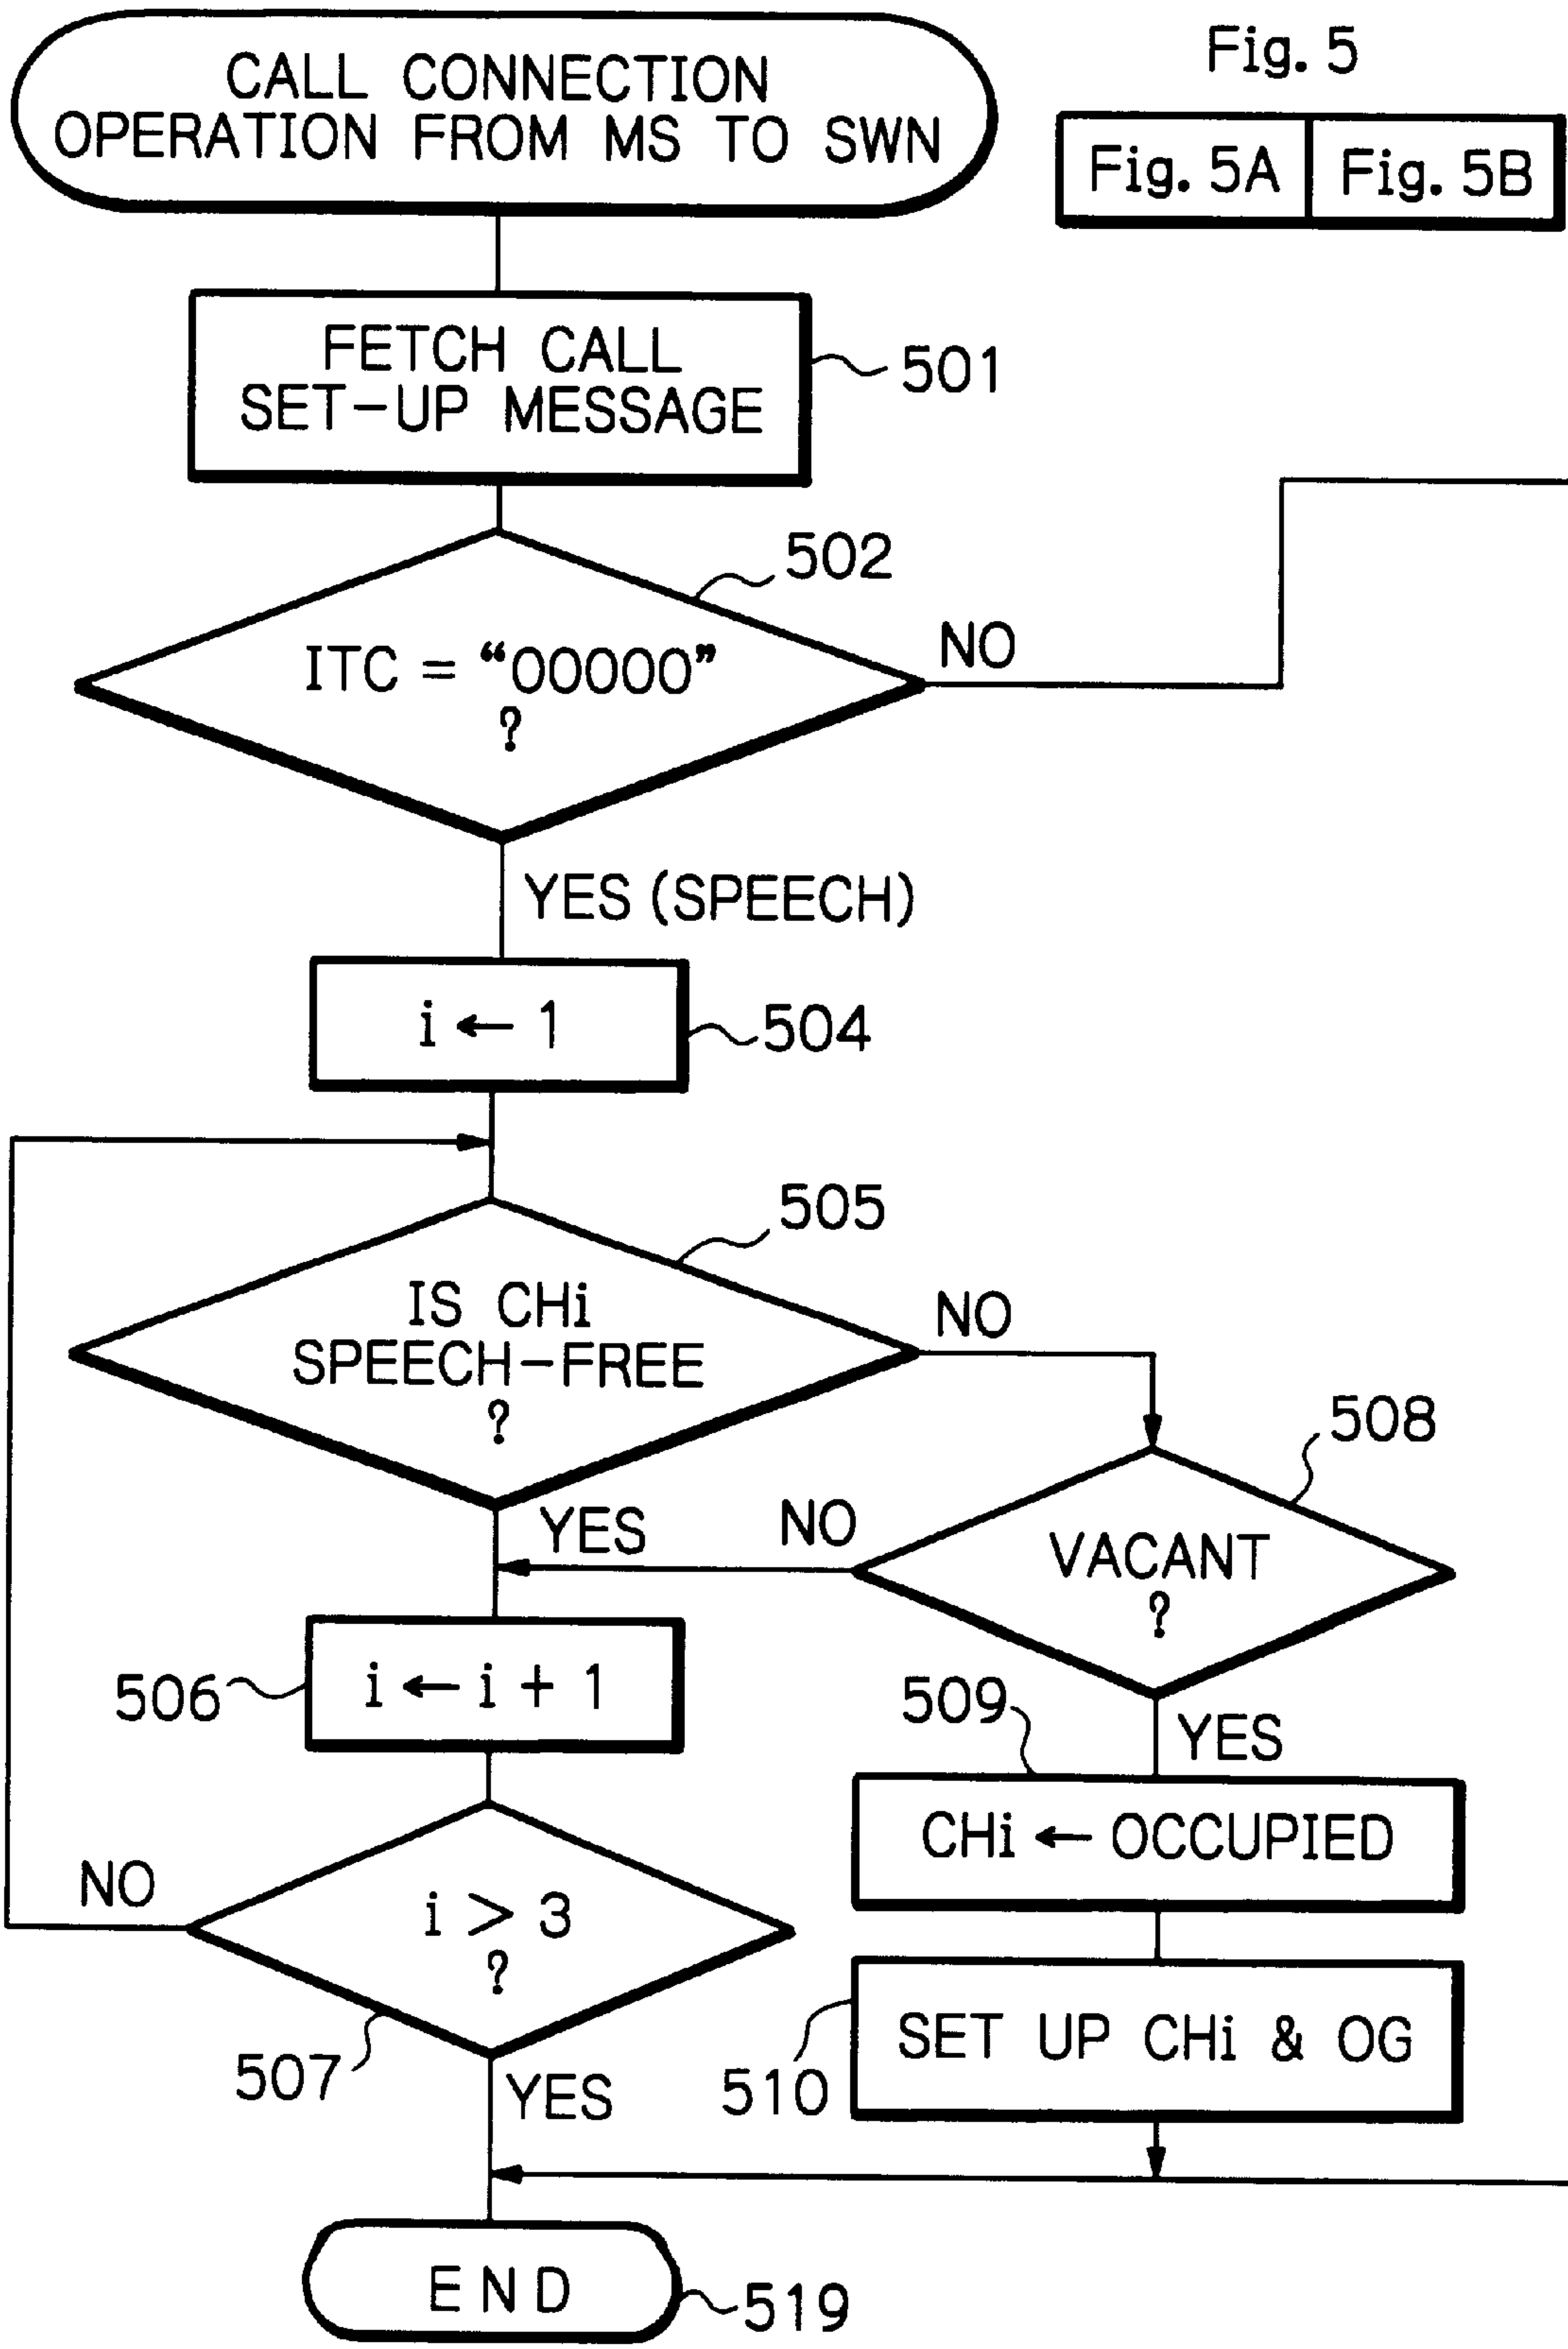 CALL CONNECTION
OPERATION FROM MS TO SWN
Fig. 5
Fig. 5A
Fig. 5B
FETCH CALL
SET-UP MESSAGE
501
502
ITC = “00000”
?
NO
YES (SPEECH)
i ← 1
504
505
IS CHi
SPEECH-FREE
?
NO
508
YES
NO
VACANT
?
506
i ← i + 1
509
YES
CHi ← OCCUPIED
NO
i > 3
?
507
510
SET UP CHi & OG
YES
END
519